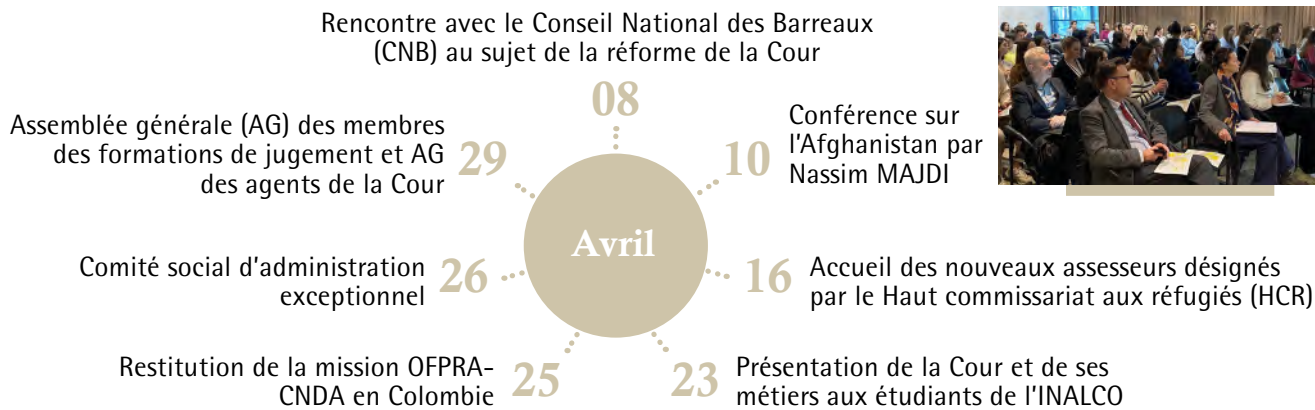 Rencontre avec le Conseil National des Barreaux
(CNB) au sujet de la réforme de la Cour
08
Conférence sur
l'Afghanistan par
Nassim MAJDI
10
Accueil des nouveaux assesseurs désignés
par le Haut commissariat aux réfugiés (HCR)
16
Présentation de la Cour et de ses
métiers aux étudiants de l'INALCO
23
Restitution de la mission OFPRA-
CNDA en Colombie
25
Comité social d'administration
exceptionnel
26
Assemblée générale (AG) des membres
des formations de jugement et AG
des agents de la Cour
29
Avril